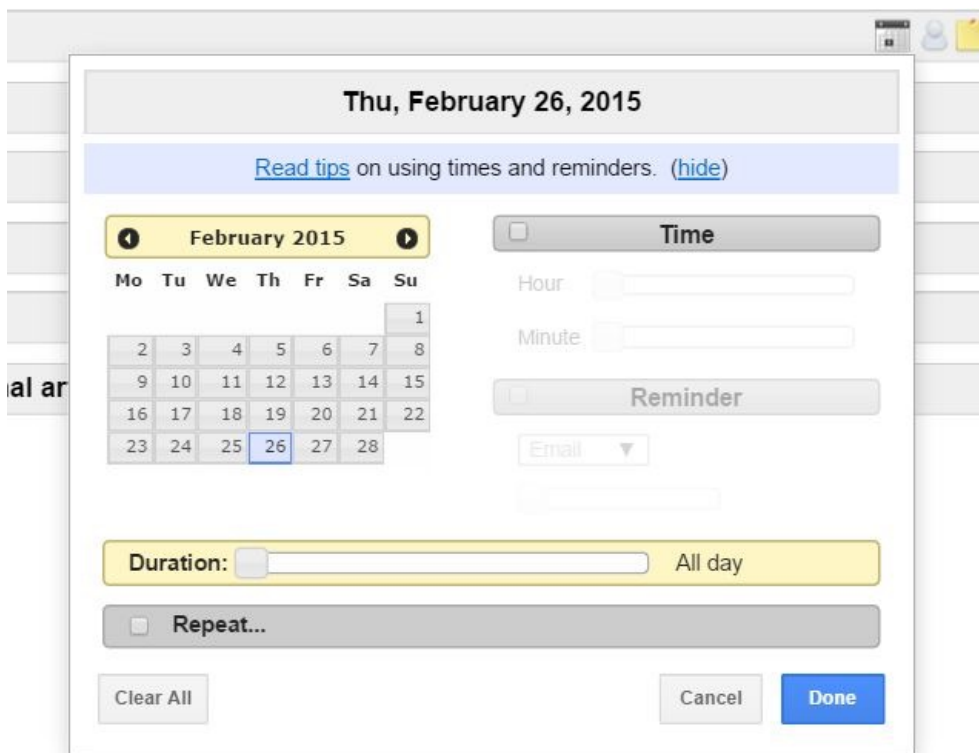 Thu, February 26, 2015
Read tips on using times and reminders. (hide)
February 2015
Mo Tu We Th Fr Sa Su
1
2 3 4 5 6 7 8
9 10 11 12 13 14 15
16 17 18 19 20 21 22
23 24 25 26 27 28
Time
Hour
Minute
Reminder
Email
al ar
Duration: All day
Repeat...
Clear All
Cancel
Done